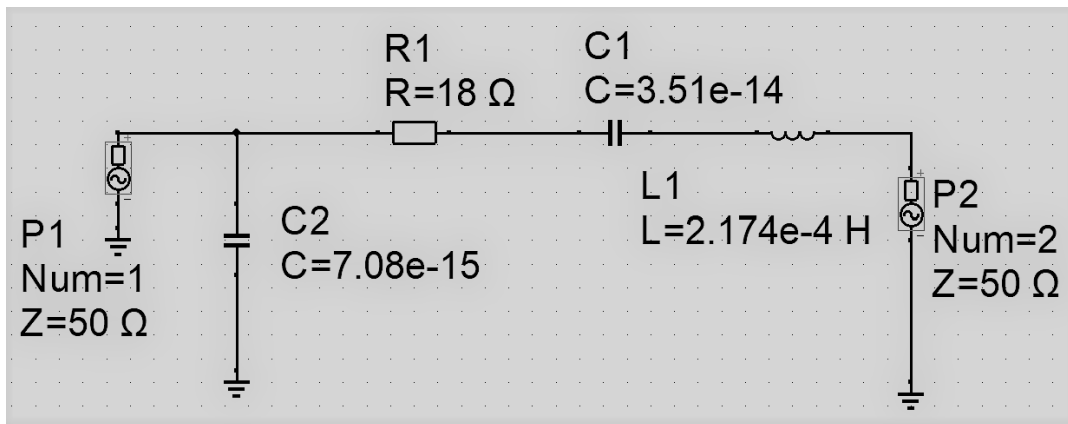 R1
R=18 Ω
C1
C=3.51e-14
P1
Num=1
Z=50 Ω
C2
C=7.08e-15
L1
L=2.174e-4 H
P2
Num=2
Z=50 Ω